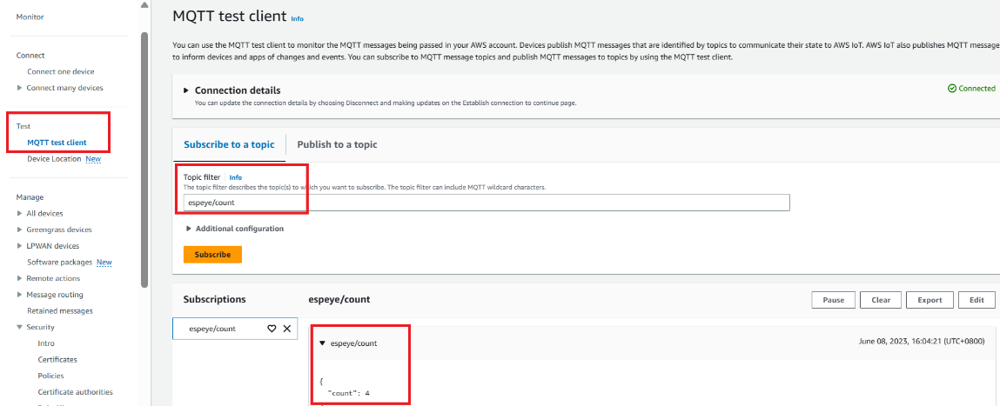 Monitor
Connect
Connect one device
Connect many devices
Test
MQTT test client
Device Location New
Manage
All devices
Greengrass devices
LPWAN devices
Software packages New
Remote actions
Message routing
Retained messages
Security
Intro
Certificates
Policies
Certificate authorities
MQTT test client Info
You can use the MQTT test client to monitor the MQTT messages being passed in your AWS account. Devices publish MQTT messages that are identified by topics to communicate their state to AWS IoT. AWS IoT also publishes MQTT message
to inform devices and apps of changes and events. You can subscribe to MQTT message topics and publish MQTT messages to topics by using the MQTT test client.
Connection details
Connected
You can update the connection details by choosing Disconnect and making updates on the Establish connection to continue page.
Subscribe to a topic Publish to a topic
Topic filter Info
The topic filter describes the topic(s) to which you want to subscribe. The topic filter can include MQTT wildcard characters.
espeye/count
Additional configuration
Subscribe
Subscriptions
espeye/count
espeye/count
Pause Clear Export Edit
espeye/count
June 08, 2023, 16:04:21 (UTC+0800)
{
"count": 4